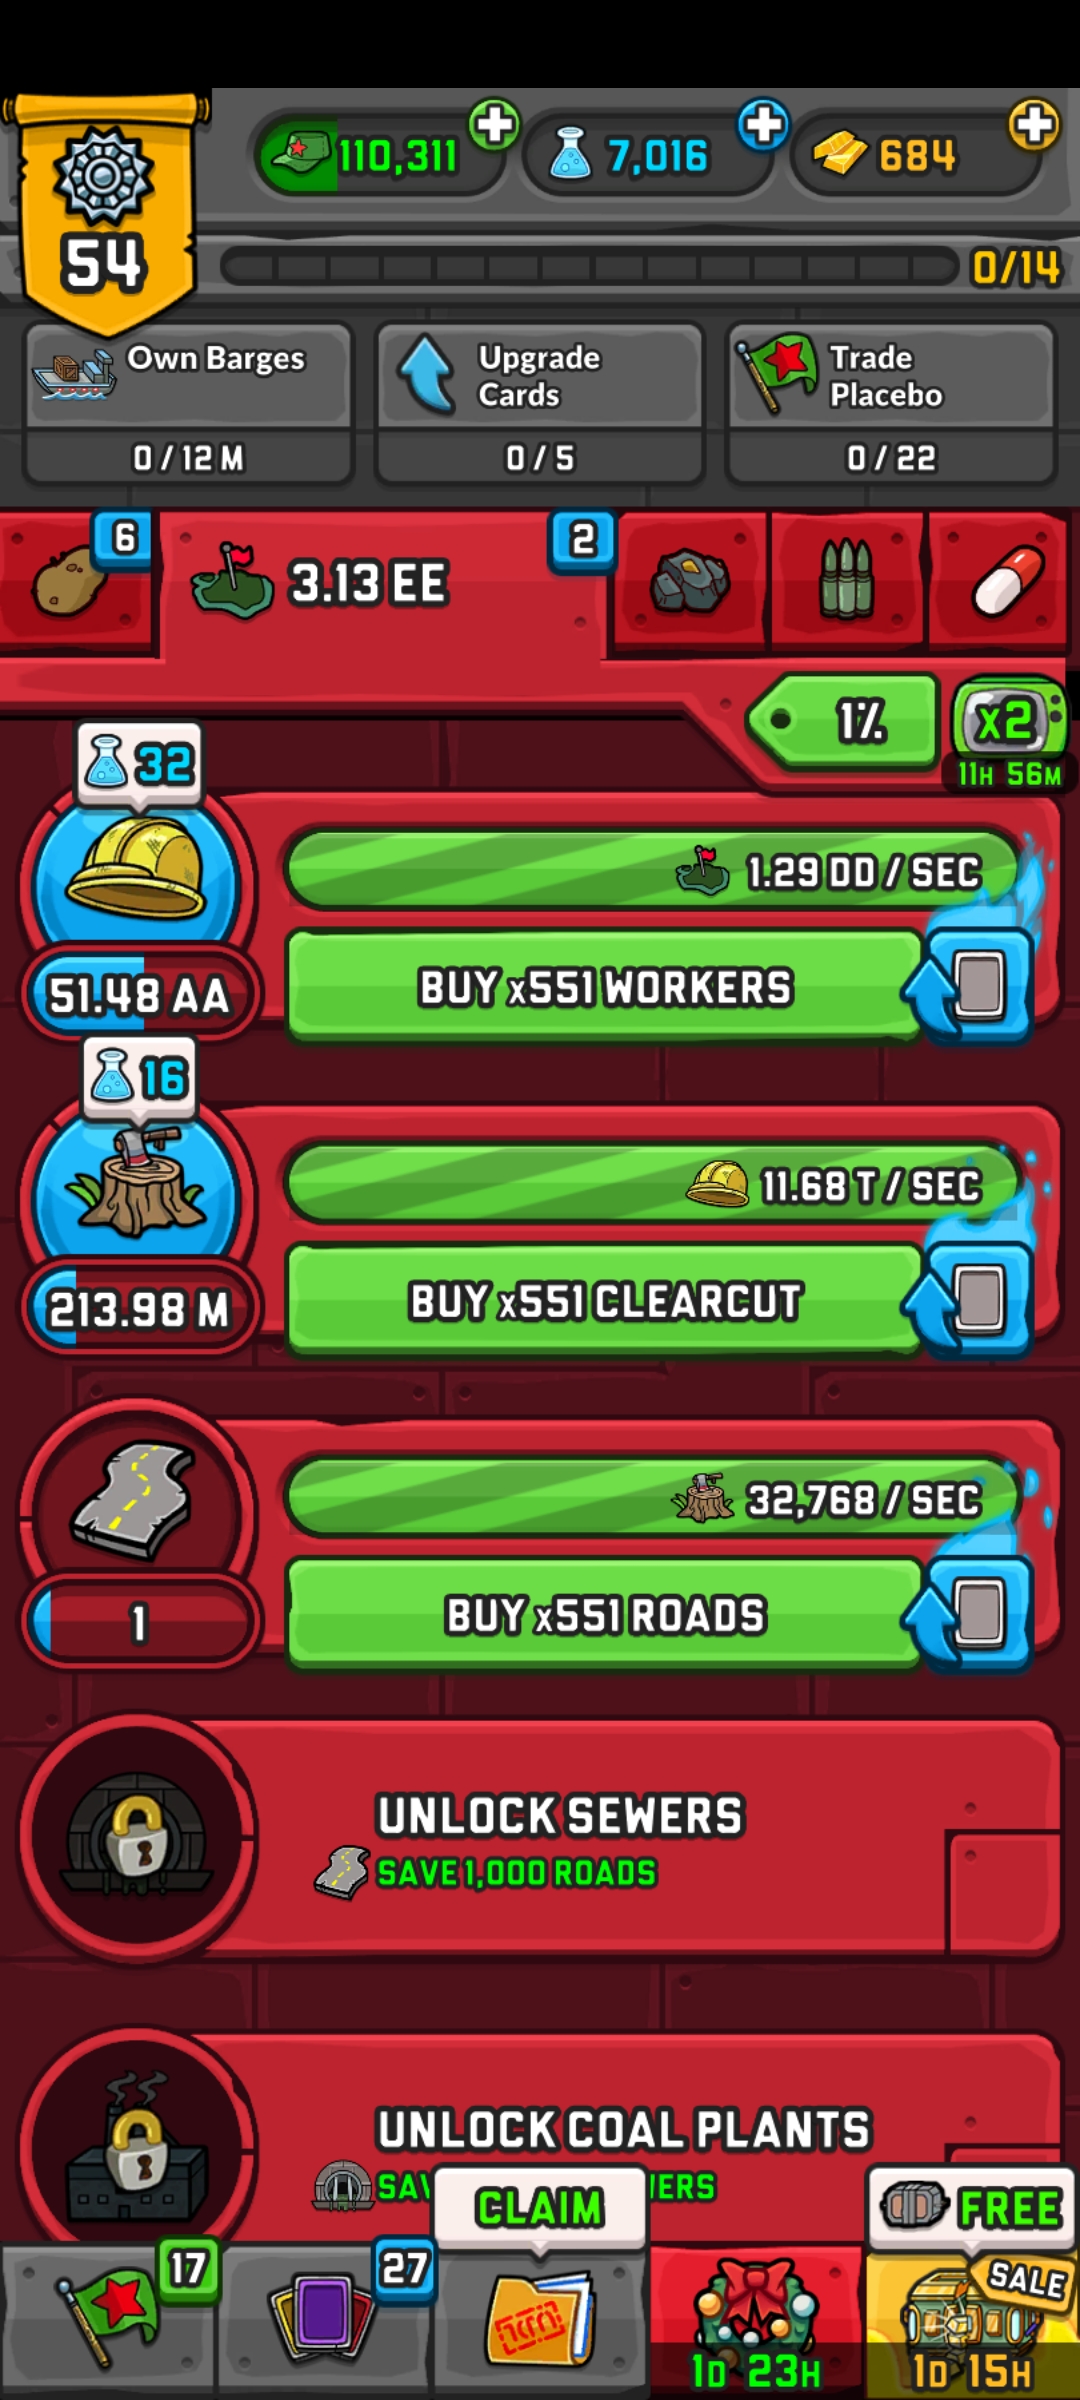 110,311
7,016
684
54
0/14
Own Barges
0 / 12 M
Upgrade
Cards
0 / 5
Trade
Placebo
0 / 22
6
3.13 EE
2
1%
x2
11H 56M
32
1.29 DD / SEC
51.48 AA
BUY x551 WORKERS
16
11.68 T / SEC
213.98 M
BUY x551 CLEARCUT
32,768 / SEC
1
BUY x551 ROADS
UNLOCK SEWERS
SAVE 1,000 ROADS
UNLOCK COAL PLANTS
CLAIM
FREE
17
27
SALE
1D 23H
1D 15H